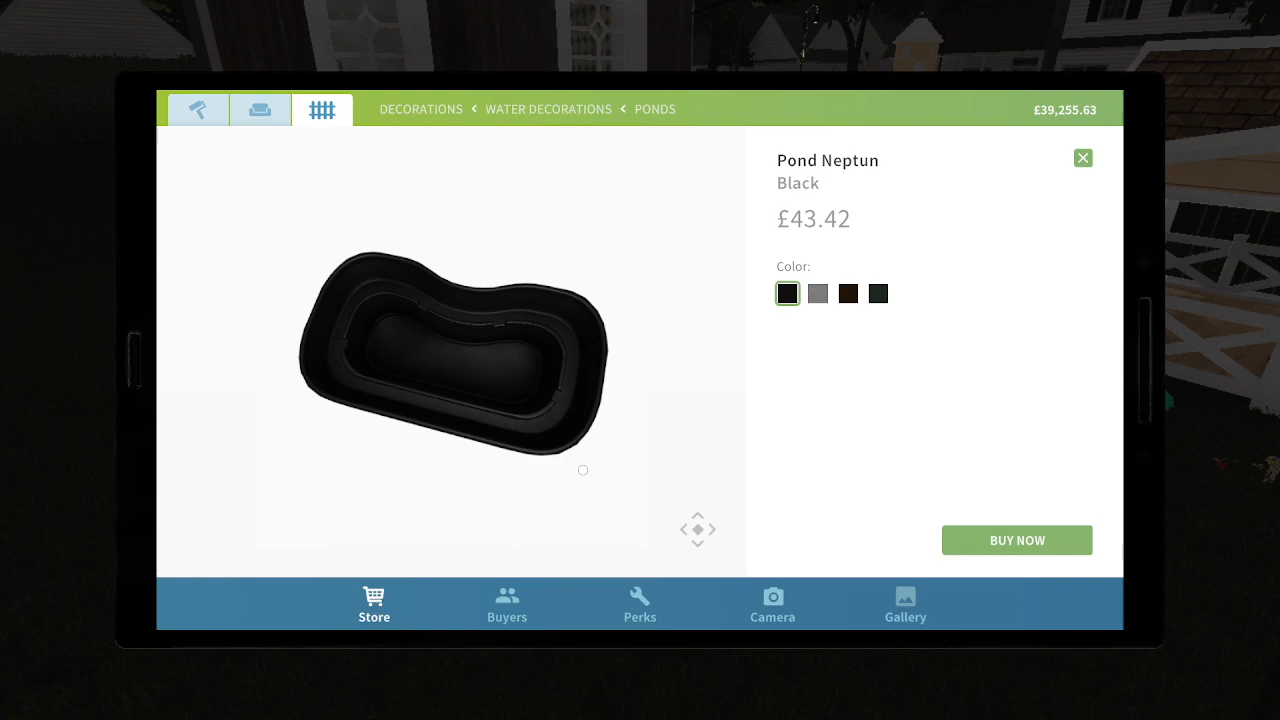 DECORATIONS < WATER DECORATIONS < PONDS
£39,255.63
Pond Neptun
Black
£43.42
Color:
BUY NOW
Store
Buyers
Perks
Camera
Gallery